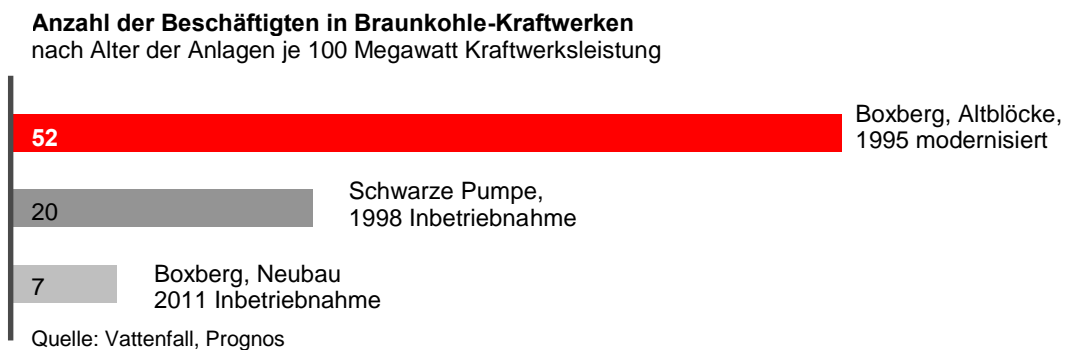 Anzahl der Beschäftigten in Braunkohle-Kraftwerken
nach Alter der Anlagen je 100 Megawatt Kraftwerksleistung
52
Boxberg, Altblöcke,
1995 modernisiert
20
Schwarze Pumpe,
1998 Inbetriebnahme
7
Boxberg, Neubau
2011 Inbetriebnahme
Quelle: Vattenfall, Prognos